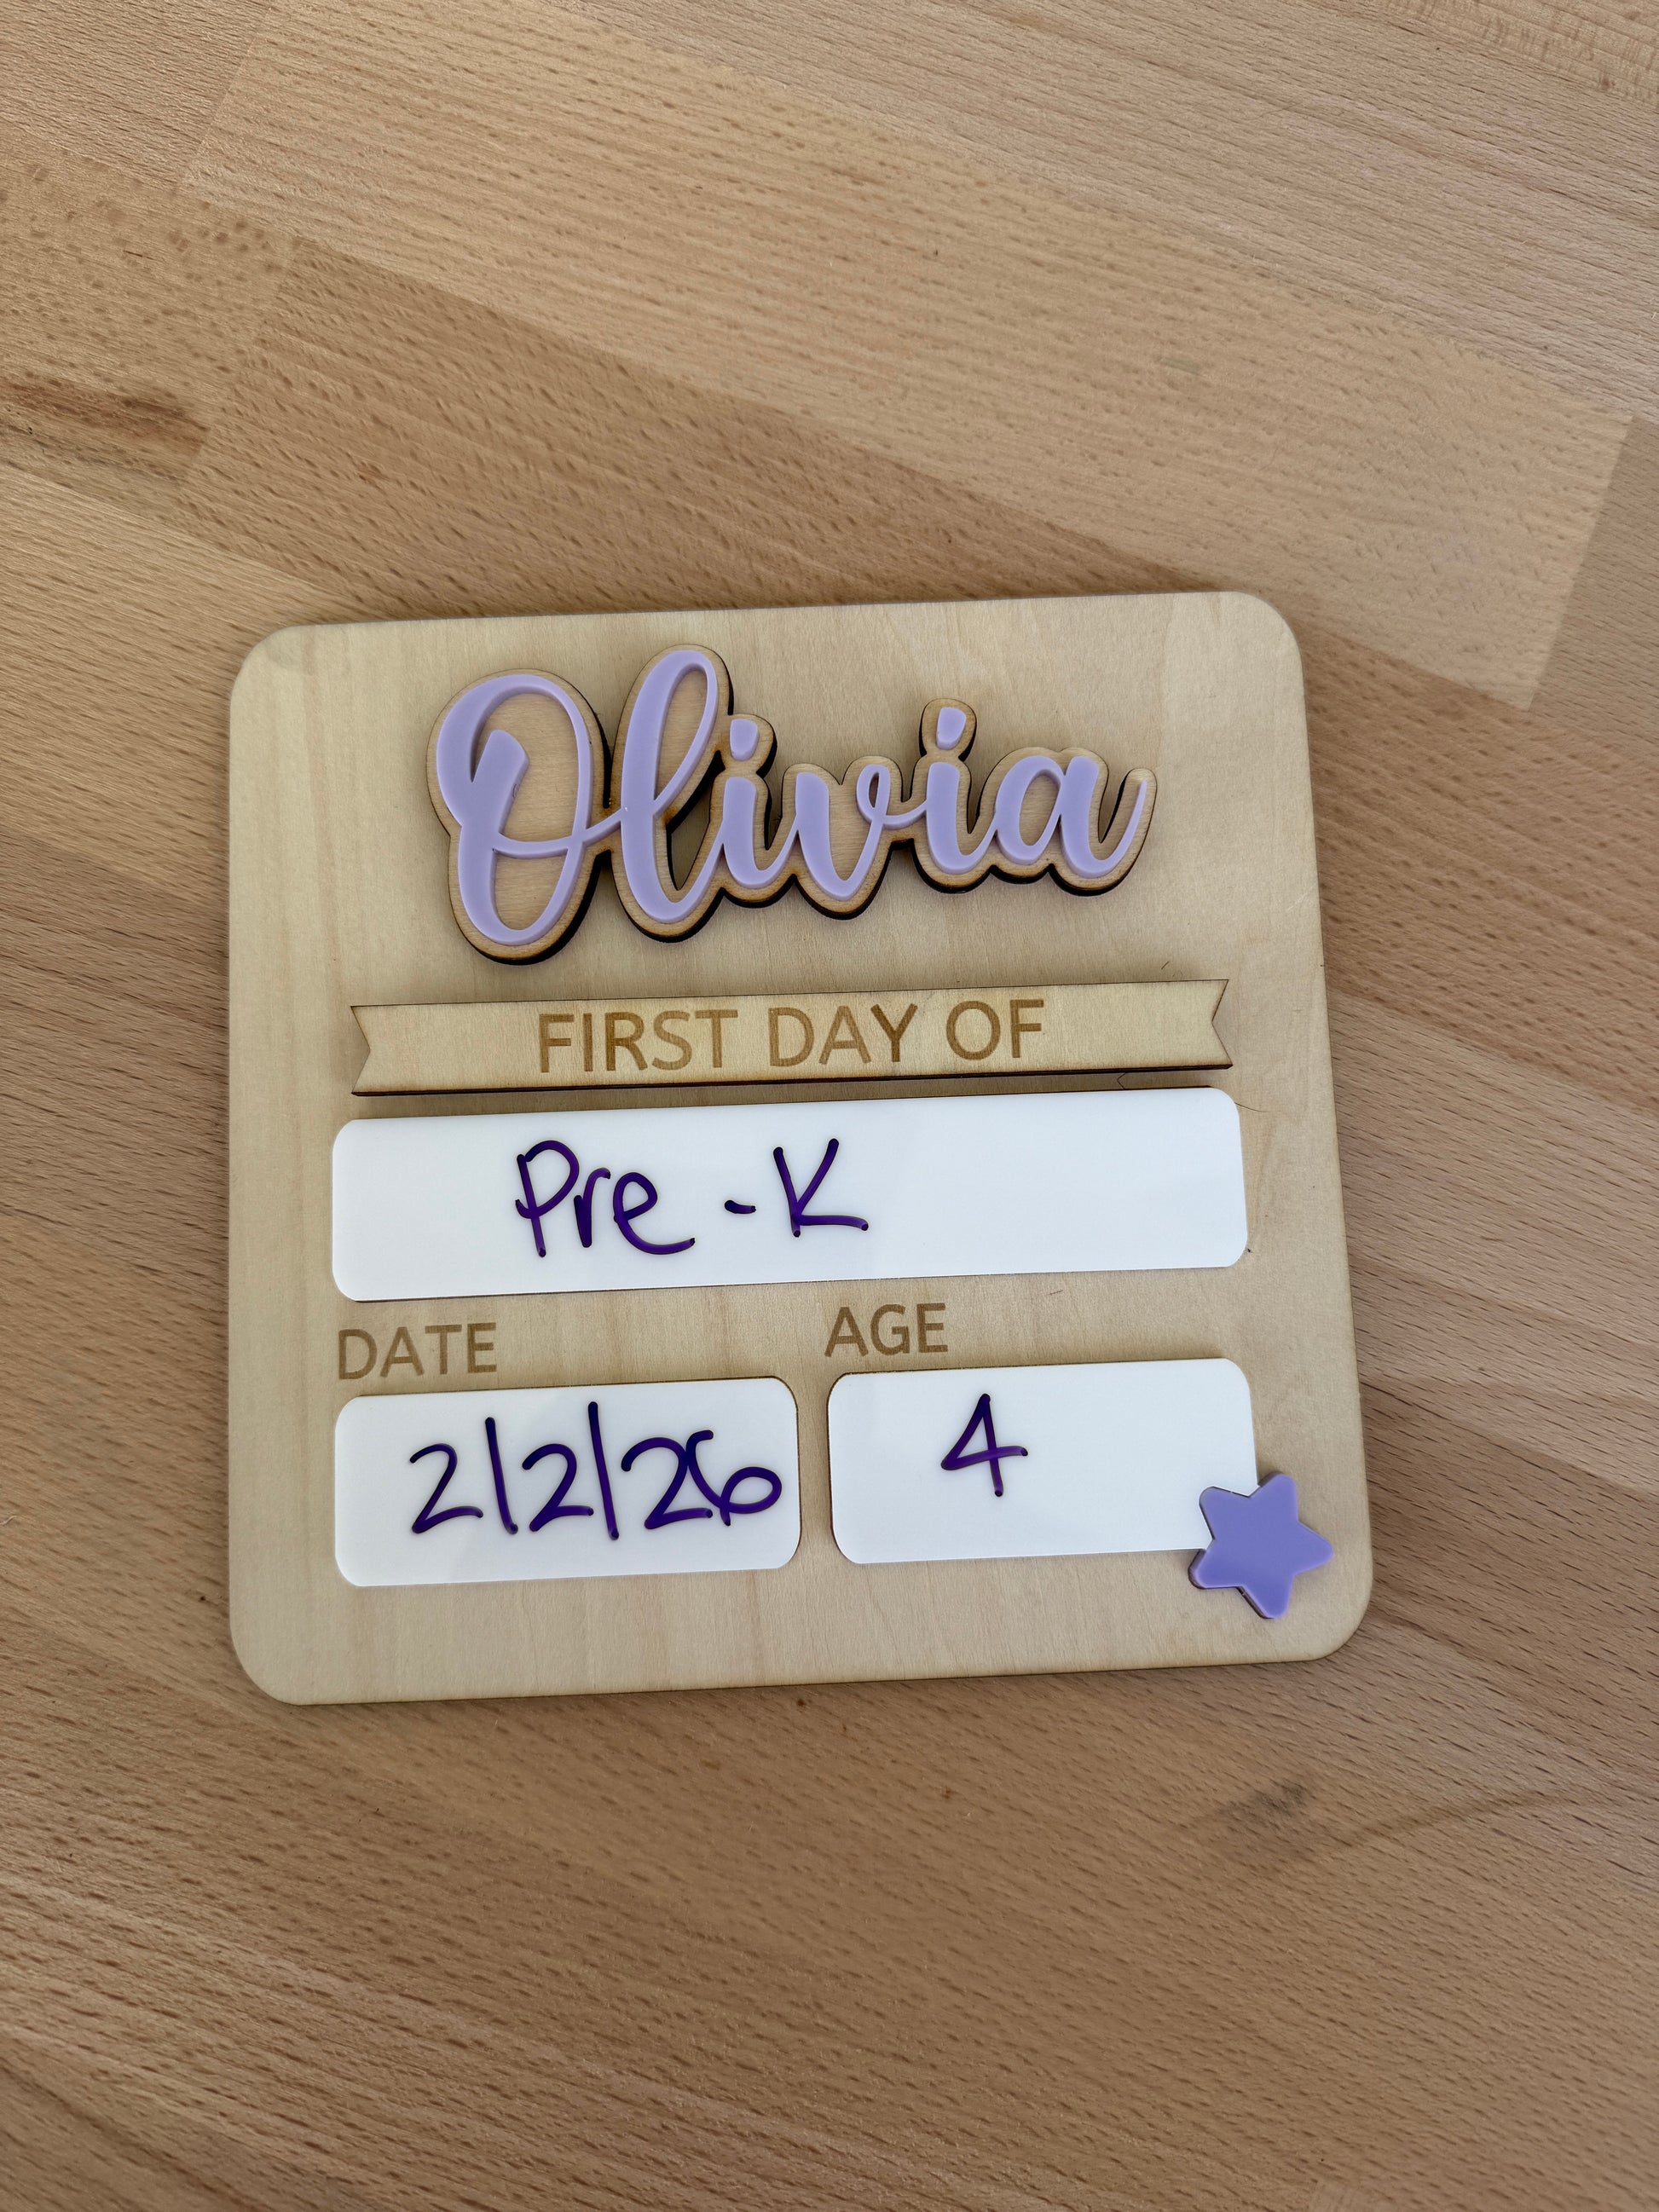 Olivia
FIRST DAY OF
Pre-K
DATE AGE
2/2/26 4